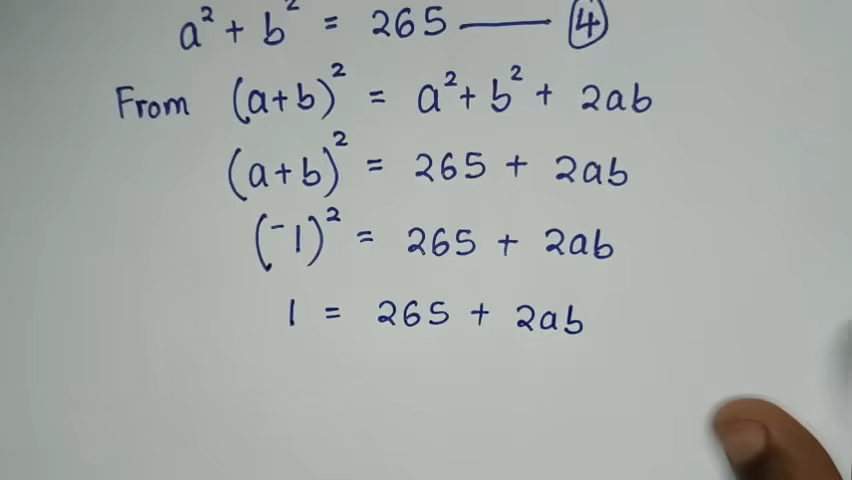 a² + b² = 265 —— ④
From (a+b)² = a² + b² + 2ab
(a+b)² = 265 + 2ab
(⁻1)² = 265 + 2ab
1 = 265 + 2ab